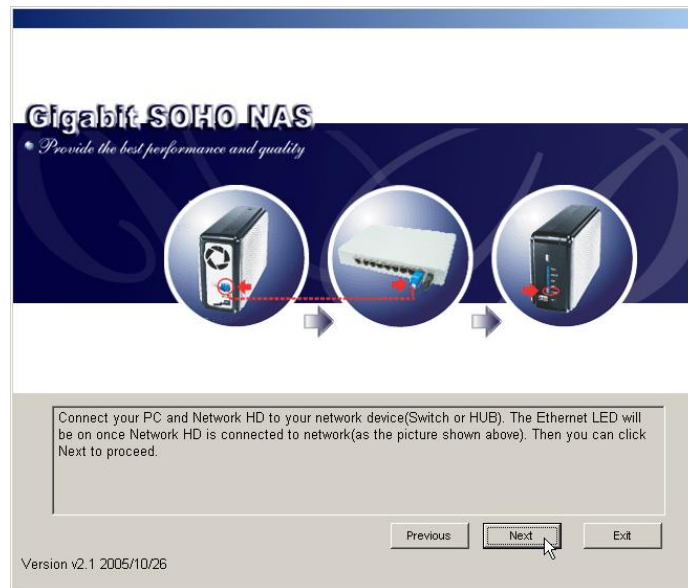 Gigabit SOHO NAS
Provide the best performance and quality
Connect your PC and Network HD to your network device(Switch or HUB). The Ethernet LED will
be on once Network HD is connected to network(as the picture shown above). Then you can click
Next to proceed.
Previous
Next
Exit
Version v2.1 2005/10/26